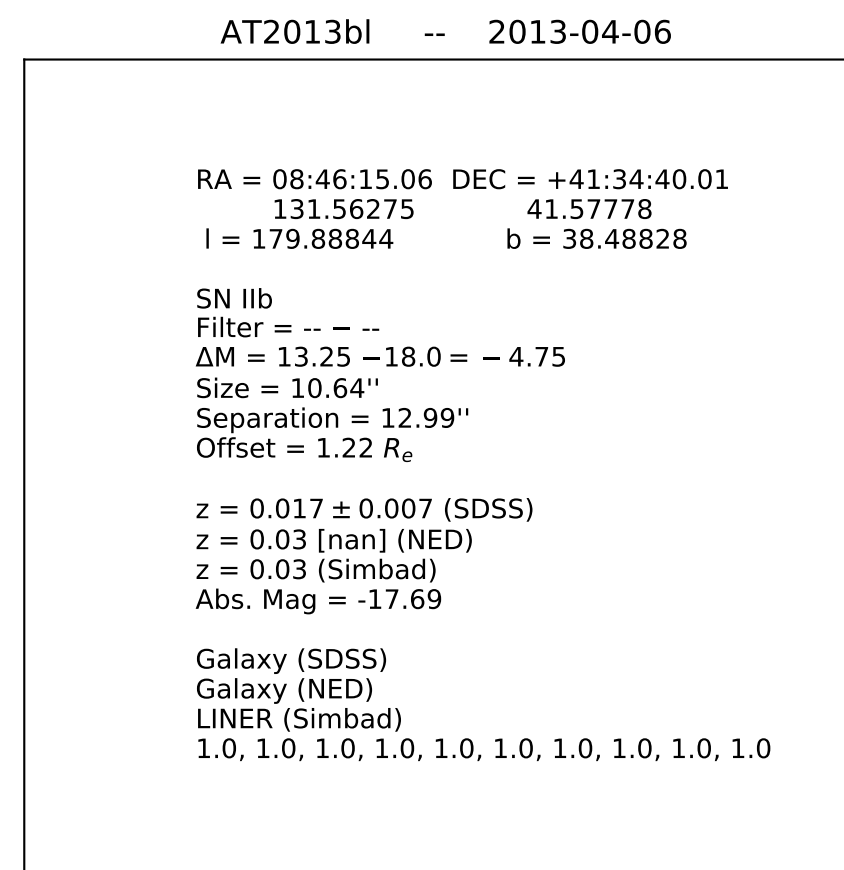 AT2013bl -- 2013-04-06
RA = 08:46:15.06 DEC = +41:34:40.01
131.56275 41.57778
l = 179.88844 b = 38.48828
SN IIb
Filter = -- − --
ΔM = 13.25 −18.0 = − 4.75
Size = 10.64''
Separation = 12.99''
Offset = 1.22 Rₑ
z = 0.017 ± 0.007 (SDSS)
z = 0.03 [nan] (NED)
z = 0.03 (Simbad)
Abs. Mag = -17.69
Galaxy (SDSS)
Galaxy (NED)
LINER (Simbad)
1.0, 1.0, 1.0, 1.0, 1.0, 1.0, 1.0, 1.0, 1.0, 1.0